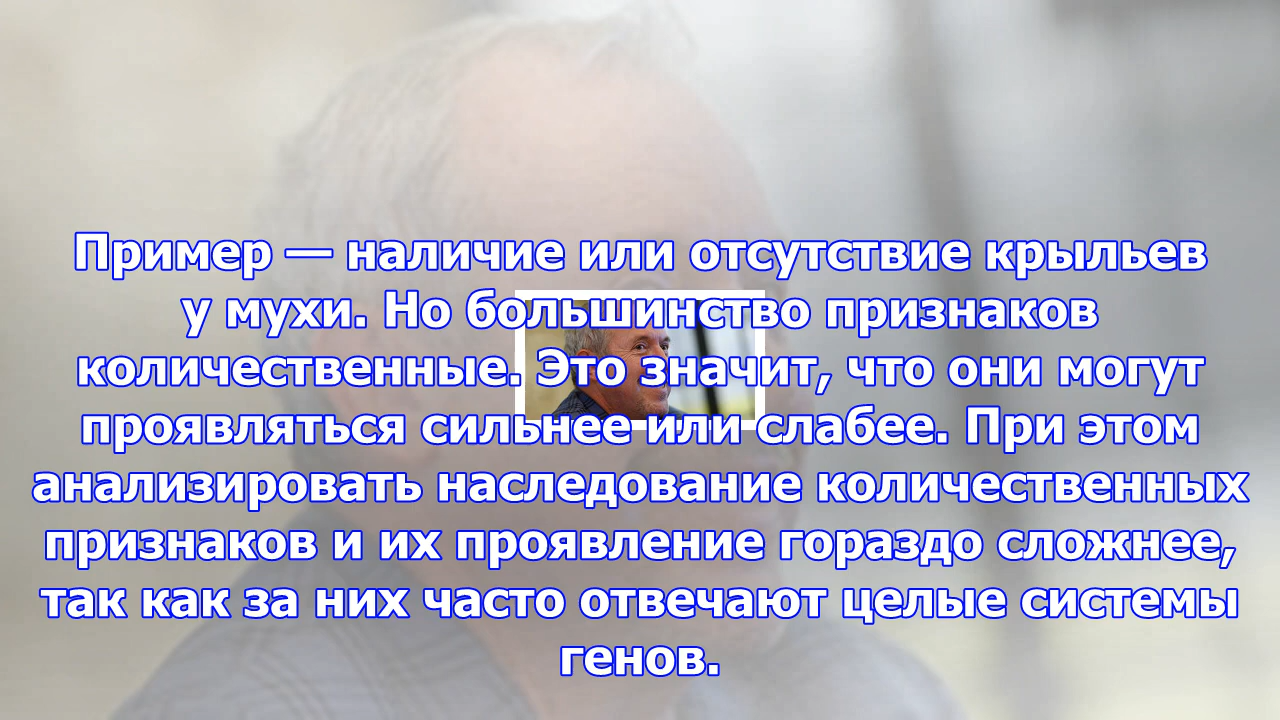 Пример — наличие или отсутствие крыльев
у мухи. Но большинство признаков
количественные. Это значит, что они могут
проявляться сильнее или слабее. При этом
анализировать наследование количественных
признаков и их проявление гораздо сложнее,
так как за них часто отвечают целые системы
генов.